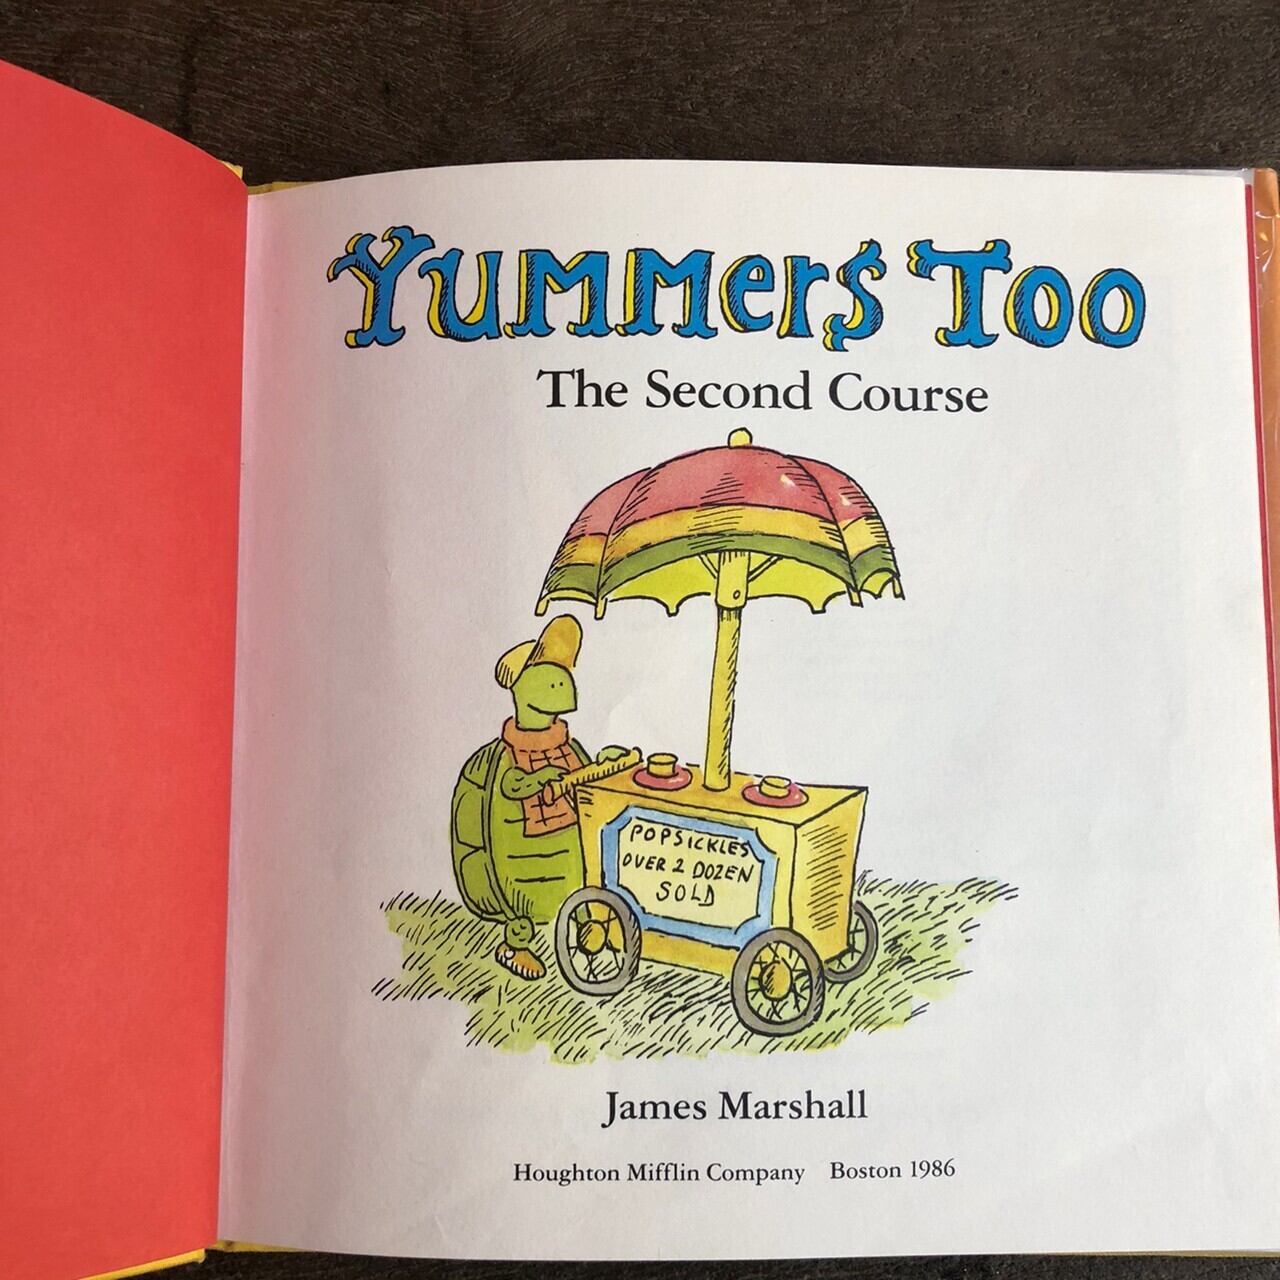 Yummers Too
The Second Course
POPSICKLES
OVER 2 DOZEN
SOLD
James Marshall
Houghton Mifflin Company Boston 1986